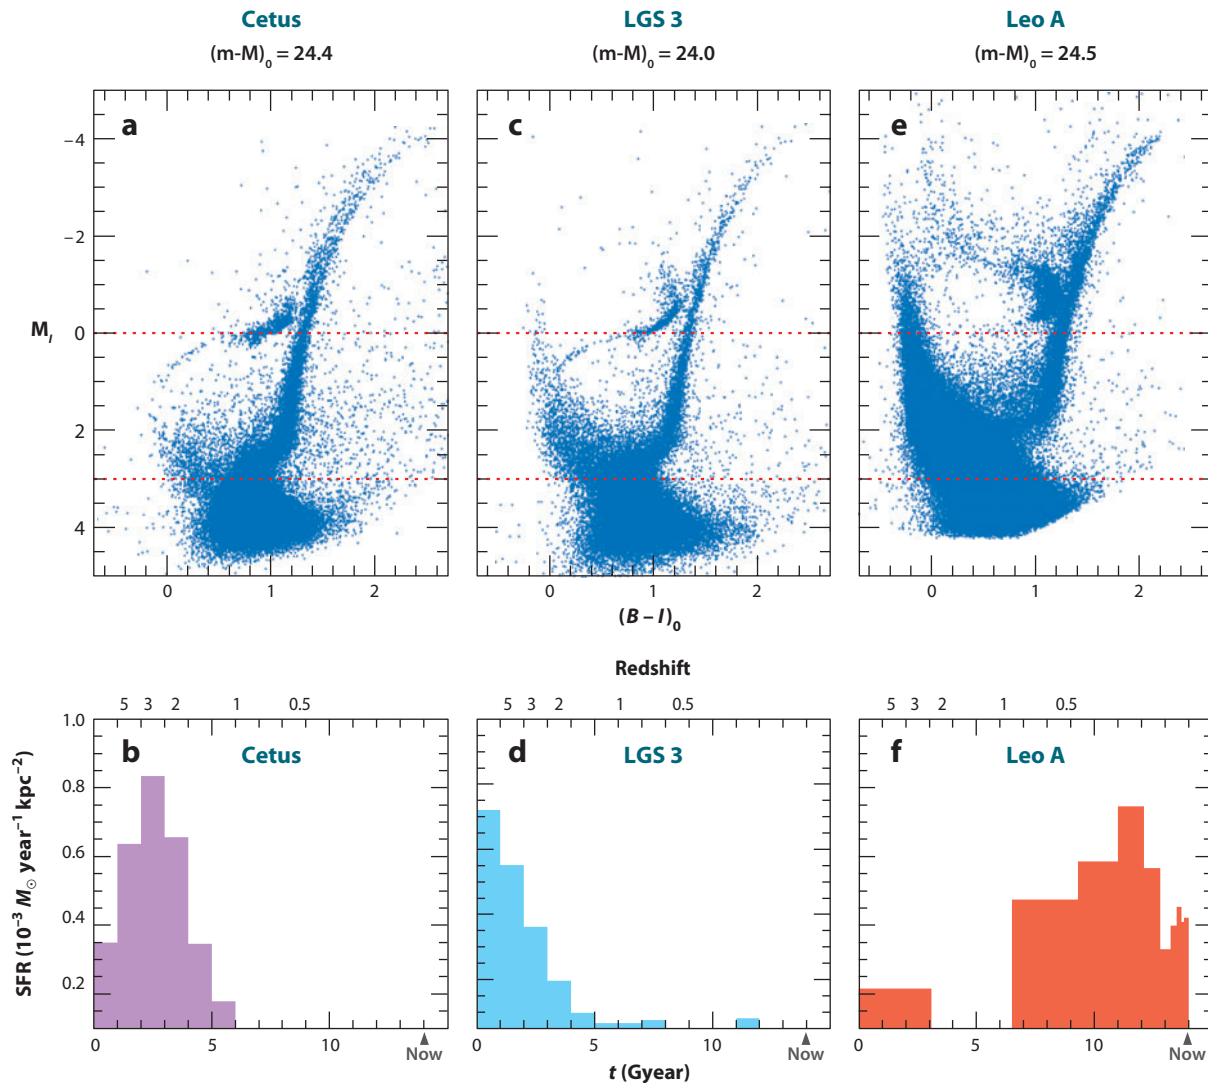 Cetus
(m-M)₀ = 24.4
LGS 3
(m-M)₀ = 24.0
Leo A
(m-M)₀ = 24.5
a
c
e
–4
–2
0
2
4
M_I
0 1 2
0 1 2
0 1 2
(B – I)₀
Redshift
5 3 2 1 0.5
5 3 2 1 0.5
5 3 2 1 0.5
b
Cetus
d
LGS 3
f
Leo A
1.0
0.8
0.6
0.4
0.2
SFR (10⁻³ M☉ year⁻¹ kpc⁻²)
0 5 10 Now
0 5 10 Now
0 5 10 Now
t (Gyear)